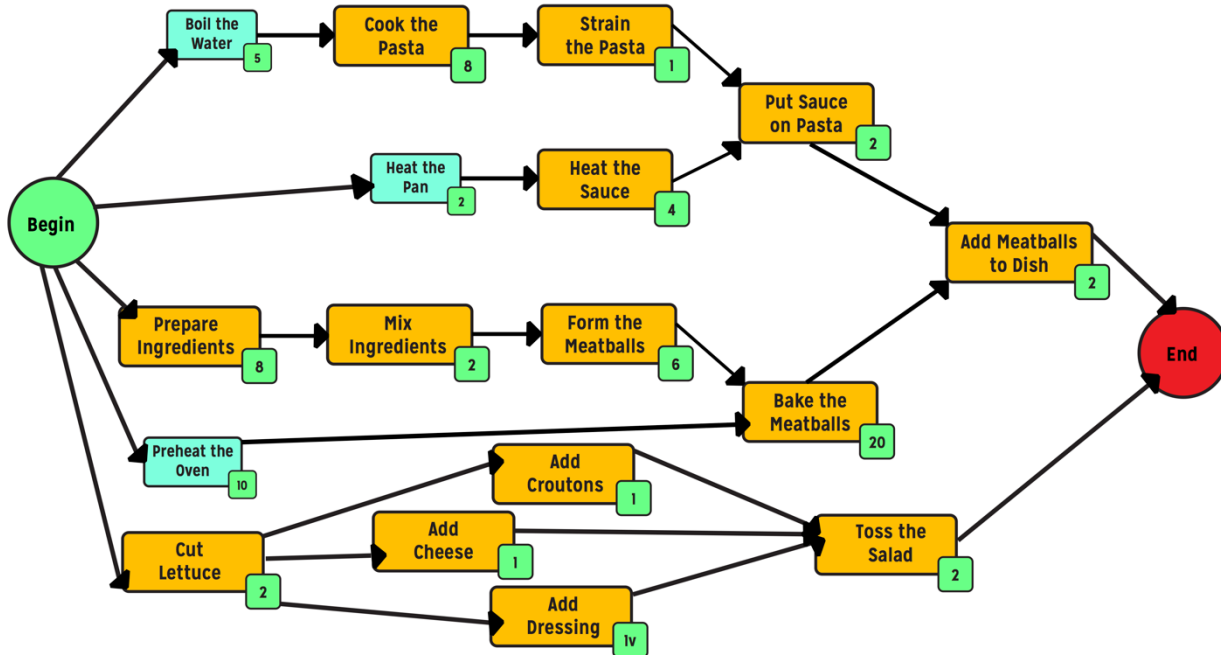 Boil the
Water
5
Cook the
Pasta
8
Strain
the Pasta
1
Put Sauce
on Pasta
2
Heat the
Pan
2
Heat the
Sauce
4
Begin
Add Meatballs
to Dish
2
Prepare
Ingredients
8
Mix
Ingredients
2
Form the
Meatballs
6
End
Bake the
Meatballs
20
Preheat the
Oven
10
Add
Croutons
1
Cut
Lettuce
2
Add
Cheese
1
Toss the
Salad
2
Add
Dressing
1v